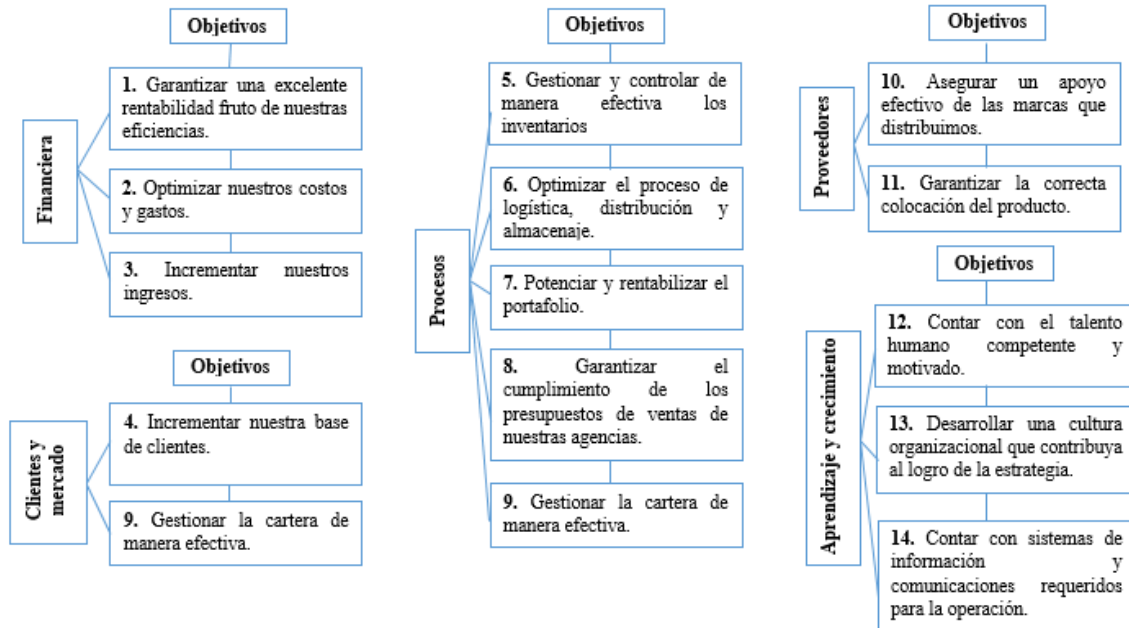 Objetivos
Financiera
1. Garantizar una excelente
rentabilidad fruto de nuestras
eficiencias.
2. Optimizar nuestros costos
y gastos.
3. Incrementar nuestros
ingresos.
Objetivos
Clientes y
mercado
4. Incrementar nuestra base
de clientes.
9. Gestionar la cartera de
manera efectiva.
Objetivos
Procesos
5. Gestionar y controlar de
manera efectiva los
inventarios
6. Optimizar el proceso de
logística, distribución y
almacenaje.
7. Potenciar y rentabilizar el
portafolio.
8. Garantizar el
cumplimiento de los
presupuestos de ventas de
nuestras agencias.
9. Gestionar la cartera de
manera efectiva.
Objetivos
Proveedores
10. Asegurar un apoyo
efectivo de las marcas que
distribuimos.
11. Garantizar la correcta
colocación del producto.
Objetivos
Aprendizaje y crecimiento
12. Contar con el talento
humano competente y
motivado.
13. Desarrollar una cultura
organizacional que contribuya
al logro de la estrategia.
14. Contar con sistemas de
información y
comunicaciones requeridos
para la operación.